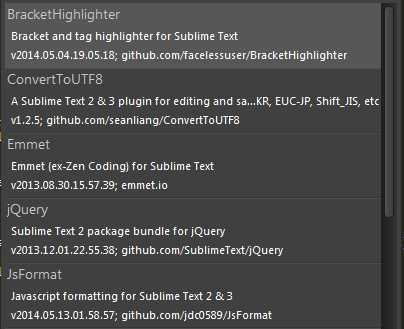 BracketHighlighter
Bracket and tag highlighter for Sublime Text
v2014.05.04.19.05.18; github.com/facelessuser/BracketHighlighter
ConvertToUTF8
A Sublime Text 2 & 3 plugin for editing and sa...KR, EUC-JP, Shift_JIS, etc
v1.2.5; github.com/seanliang/ConvertToUTF8
Emmet
Emmet (ex-Zen Coding) for Sublime Text
v2013.08.30.15.57.39; emmet.io
jQuery
Sublime Text 2 package bundle for jQuery
v2013.12.01.22.55.38; github.com/SublimeText/jQuery
JsFormat
Javascript formatting for Sublime Text 2 & 3
v2014.05.13.01.58.57; github.com/jdc0589/JsFormat